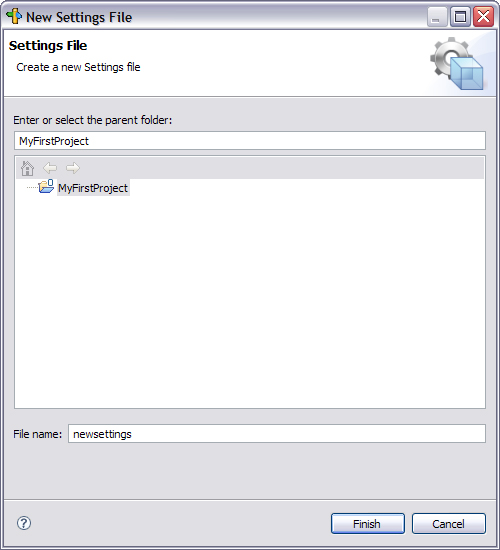 New Settings File
Settings File
Create a new Settings file
Enter or select the parent folder:
MyFirstProject
MyFirstProject
File name: newsettings
Finish Cancel